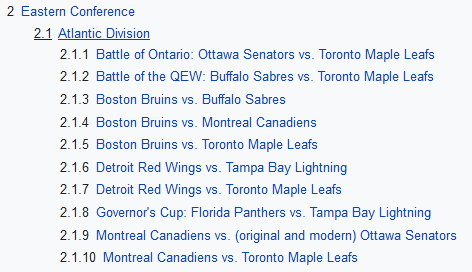 2 Eastern Conference
2.1 Atlantic Division
2.1.1 Battle of Ontario: Ottawa Senators vs. Toronto Maple Leafs
2.1.2 Battle of the QEW: Buffalo Sabres vs. Toronto Maple Leafs
2.1.3 Boston Bruins vs. Buffalo Sabres
2.1.4 Boston Bruins vs. Montreal Canadiens
2.1.5 Boston Bruins vs. Toronto Maple Leafs
2.1.6 Detroit Red Wings vs. Tampa Bay Lightning
2.1.7 Detroit Red Wings vs. Toronto Maple Leafs
2.1.8 Governor's Cup: Florida Panthers vs. Tampa Bay Lightning
2.1.9 Montreal Canadiens vs. (original and modern) Ottawa Senators
2.1.10 Montreal Canadiens vs. Toronto Maple Leafs